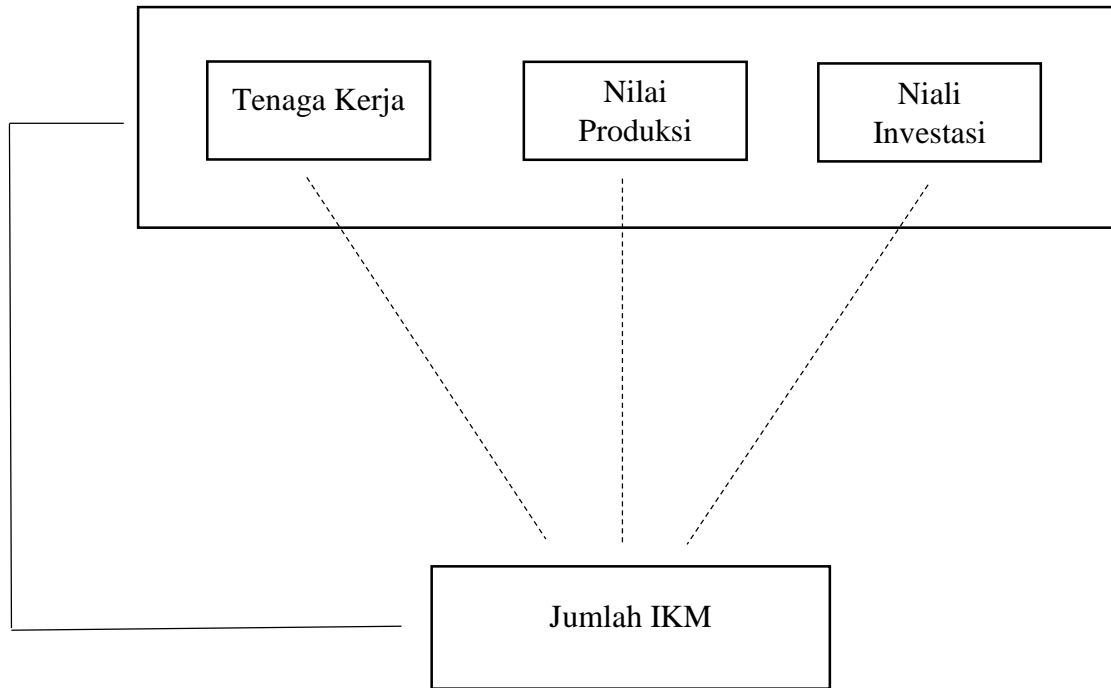 Tenaga Kerja
Nilai
Produksi
Niali
Investasi
Jumlah IKM